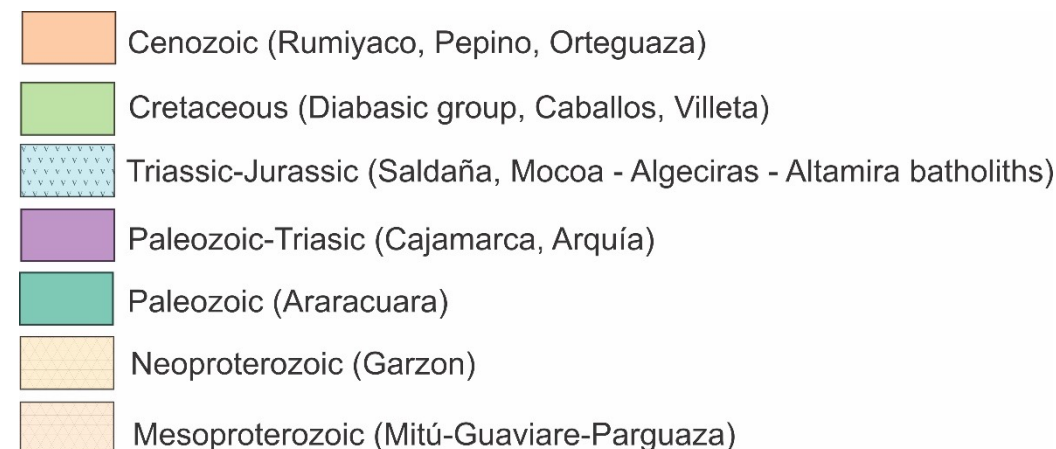 Cenozoic (Rumiyaco, Pepino, Orteguaza)
Cretaceous (Diabasic group, Caballos, Villeta)
Triassic-Jurassic (Saldaña, Mocoa - Algeciras - Altamira batholiths)
Paleozoic-Triasic (Cajamarca, Arquía)
Paleozoic (Araracuara)
Neoproterozoic (Garzon)
Mesoproterozoic (Mitú-Guaviare-Parguaza)